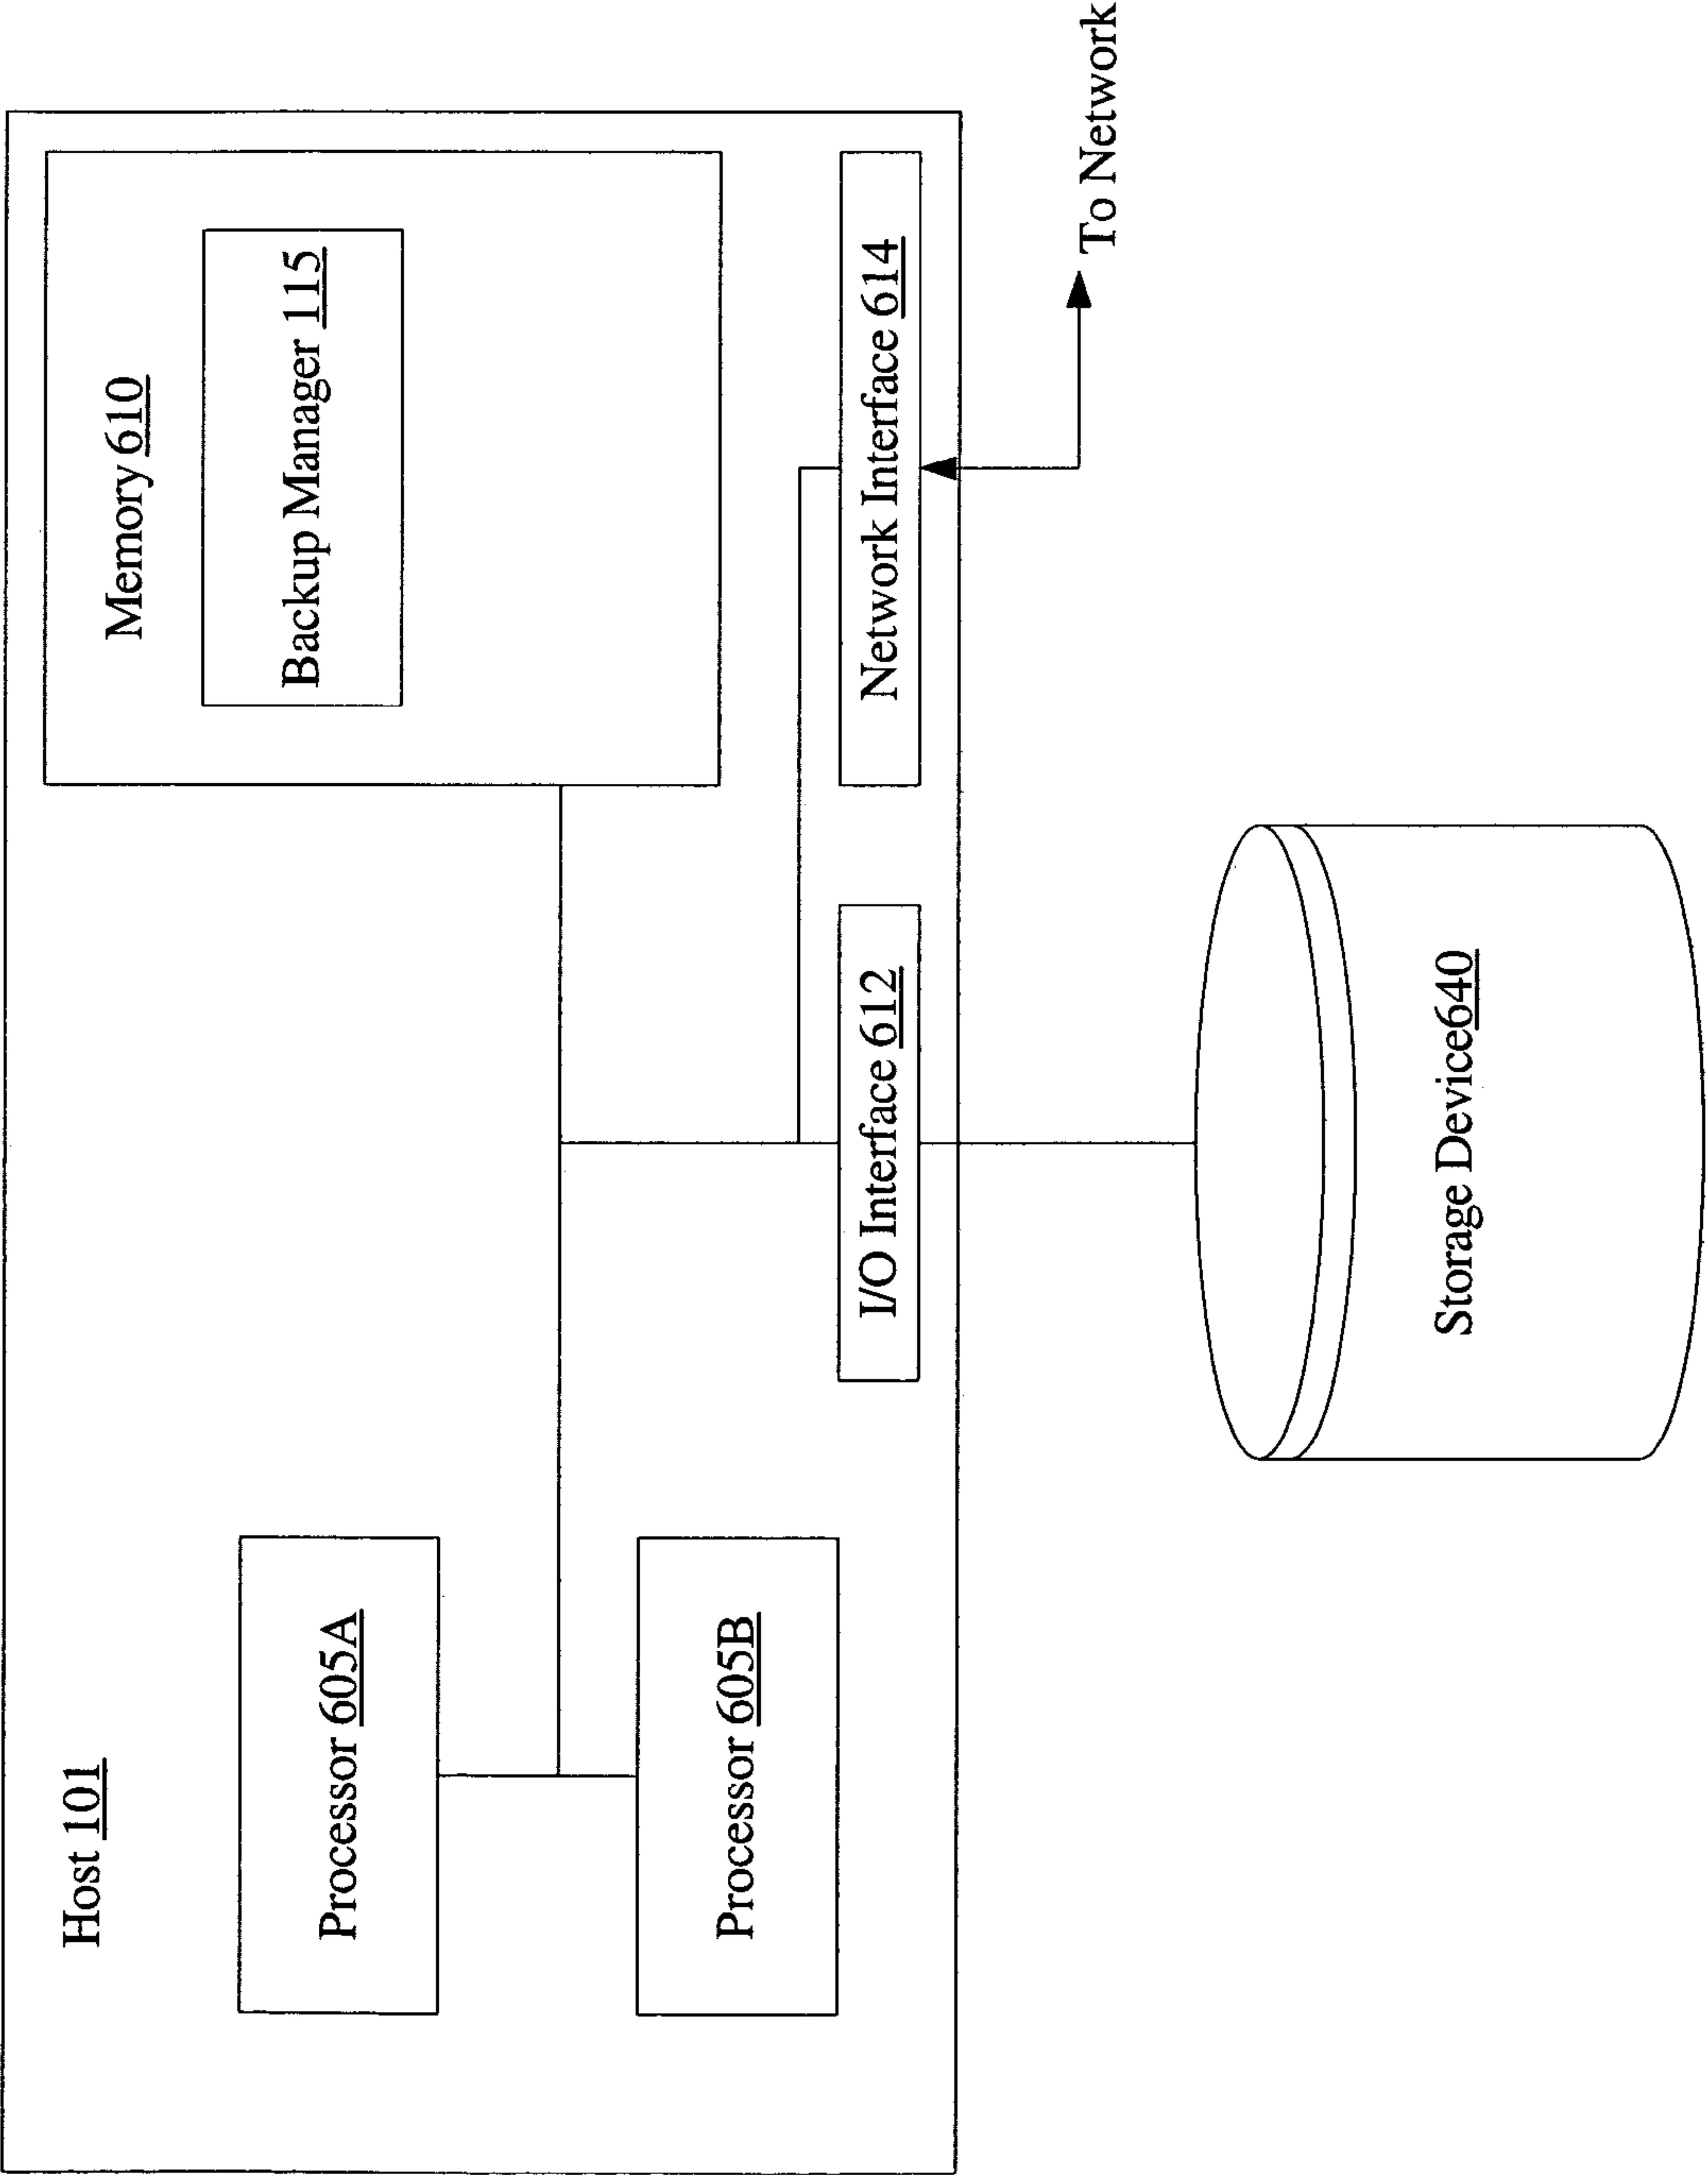 Host 101
Memory 610
Backup Manager 115
Processor 605A
Processor 605B
I/O Interface 612
Network Interface 614
To Network
Storage Device640